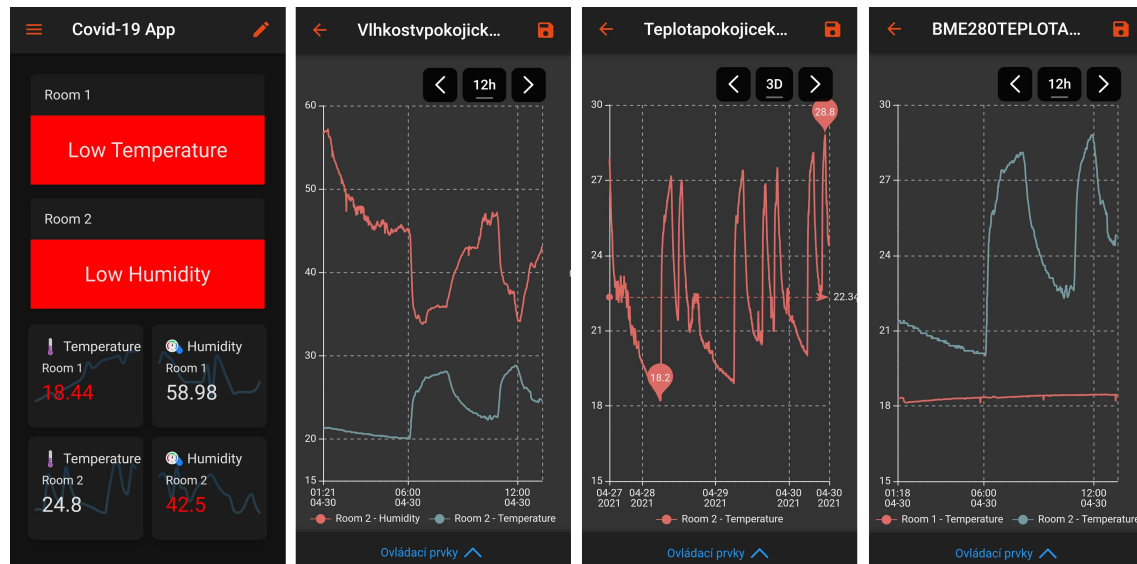 Covid-19 App
Room 1
Low Temperature
Room 2
Low Humidity
Temperature
Room 1
18.44
Humidity
Room 1
58.98
Temperature
Room 2
24.8
Humidity
Room 2
42.5
Vlhkostvpokojick...
12h
60
50
40
30
20
15
01:21
04-30
06:00
04-30
12:00
04-30
Room 2 - Humidity
Room 2 - Temperature
Ovládací prvky
Teplotapokojicek...
3D
30
27
24
21
18
15
28.8
22.34
18.2
04-27
2021
04-28
2021
04-29
2021
04-30
2021
04-30
2021
Room 2 - Temperature
Ovládací prvky
BME280TEPLOTA...
12h
30
27
24
21
18
15
01:18
04-30
06:00
04-30
12:00
04-30
Room 1 - Temperature
Room 2 - Temperature
Ovládací prvky